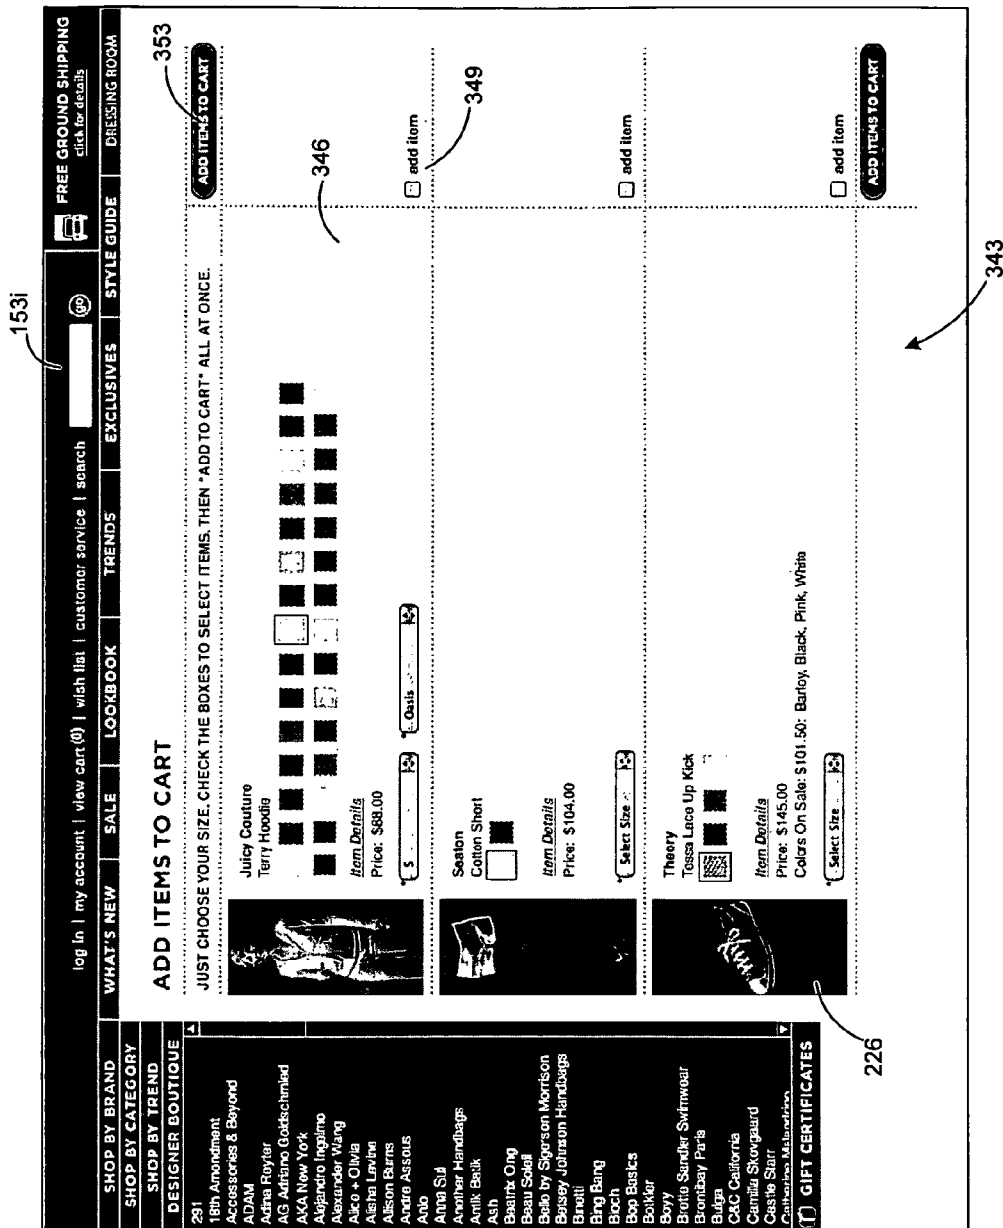 153i
log in | my account | view cart (0) | wish list | customer service | search
go
FREE GROUND SHIPPING
click for details
WHAT'S NEW
SALE
LOOKBOOK
TRENDS
EXCLUSIVES
STYLE GUIDE
DRESSING ROOM
SHOP BY BRAND
SHOP BY CATEGORY
SHOP BY TREND
DESIGNER BOUTIQUE
291
18th Amendment
Accessories & Beyond
ADAM
Adina Reyter
AG Adriano Goldschmied
AKA New York
Alejandro Ingelmo
Alexander Wang
Alice + Olivia
Alisha Levine
Allison Burns
Andre Assous
Anlo
Anna Sui
Another Handbags
Antik Batik
Ash
Beatrix Ong
Beau Soleil
Belle by Sigerson Morrison
Betsey Johnson Handbags
Binetti
Bing Bang
Bloch
Bop Basics
Botkier
Boyy
Brette Sandler Swimwear
Brontibay Paris
Bulga
C&C California
Camilla Skovgaard
Castle Starr
Catherine Malandrino
GIFT CERTIFICATES
ADD ITEMS TO CART
JUST CHOOSE YOUR SIZE. CHECK THE BOXES TO SELECT ITEMS. THEN "ADD TO CART" ALL AT ONCE.
ADD ITEMS TO CART
353
Juicy Couture
Terry Hoodie
Item Details
Price: $88.00
* S
* Oasis
add item
346
349
Sealon
Cotton Short
Item Details
Price: $104.00
* Select Size
add item
Theory
Tessa Lace Up Kick
Item Details
Price: $145.00
Colors On Sale: $101.50: Barley, Black, Pink, White
* Select Size
add item
ADD ITEMS TO CART
226
343